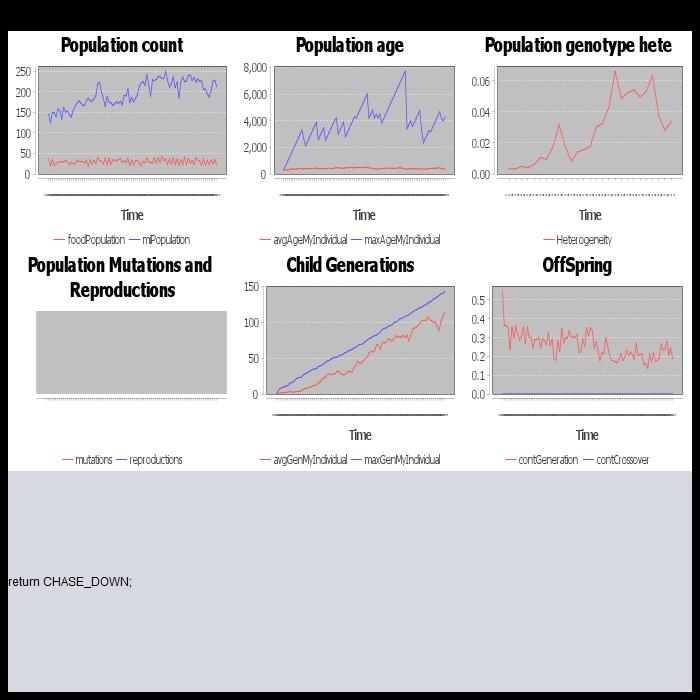 Population count
250
200
150
100
50
0
Time
foodPopulation miPopulation
Population age
8,000
6,000
4,000
2,000
0
Time
avgAgeMyIndividual maxAgeMyIndividual
Population genotype hete
0.06
0.04
0.02
0.00
Time
Heterogeneity
Population Mutations and
Reproductions
mutations reproductions
Child Generations
150
100
50
0
Time
avgGenMyIndividual maxGenMyIndividual
OffSpring
0.5
0.4
0.3
0.2
0.1
0.0
Time
contGeneration contCrossover
return CHASE_DOWN;